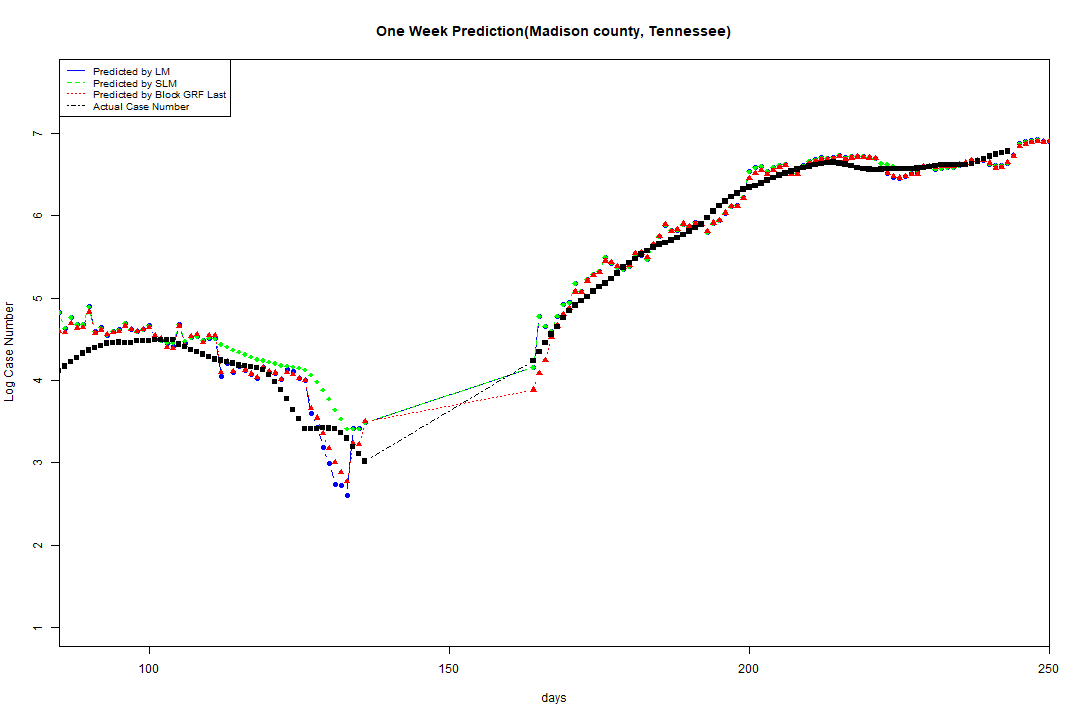 One Week Prediction(Madison county, Tennessee)
Predicted by LM
Predicted by SLM
Predicted by Block GRF Last
Actual Case Number
Log Case Number
7
6
5
4
3
2
1
100 150 200 250
days